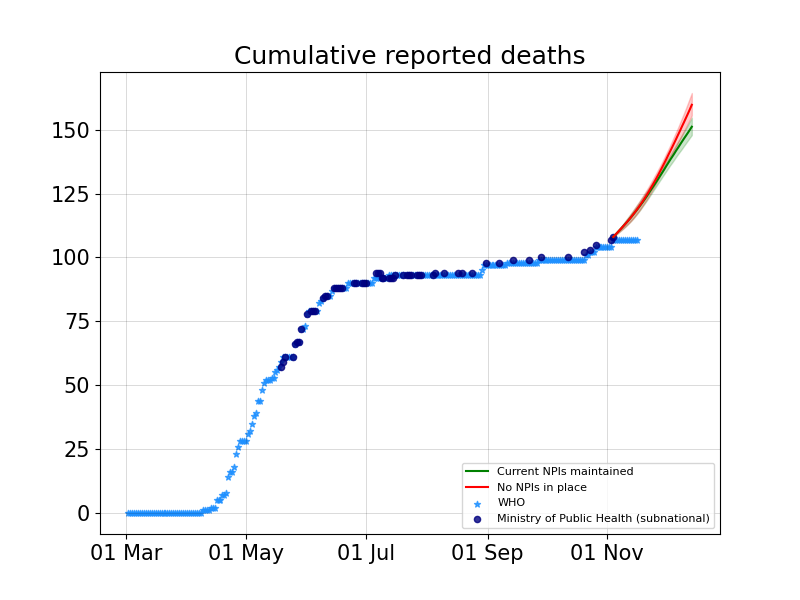 Cumulative reported deaths
150
125
100
75
50
25
0
01 Mar
01 May
01 Jul
01 Sep
01 Nov
Current NPIs maintained
No NPIs in place
WHO
Ministry of Public Health (subnational)